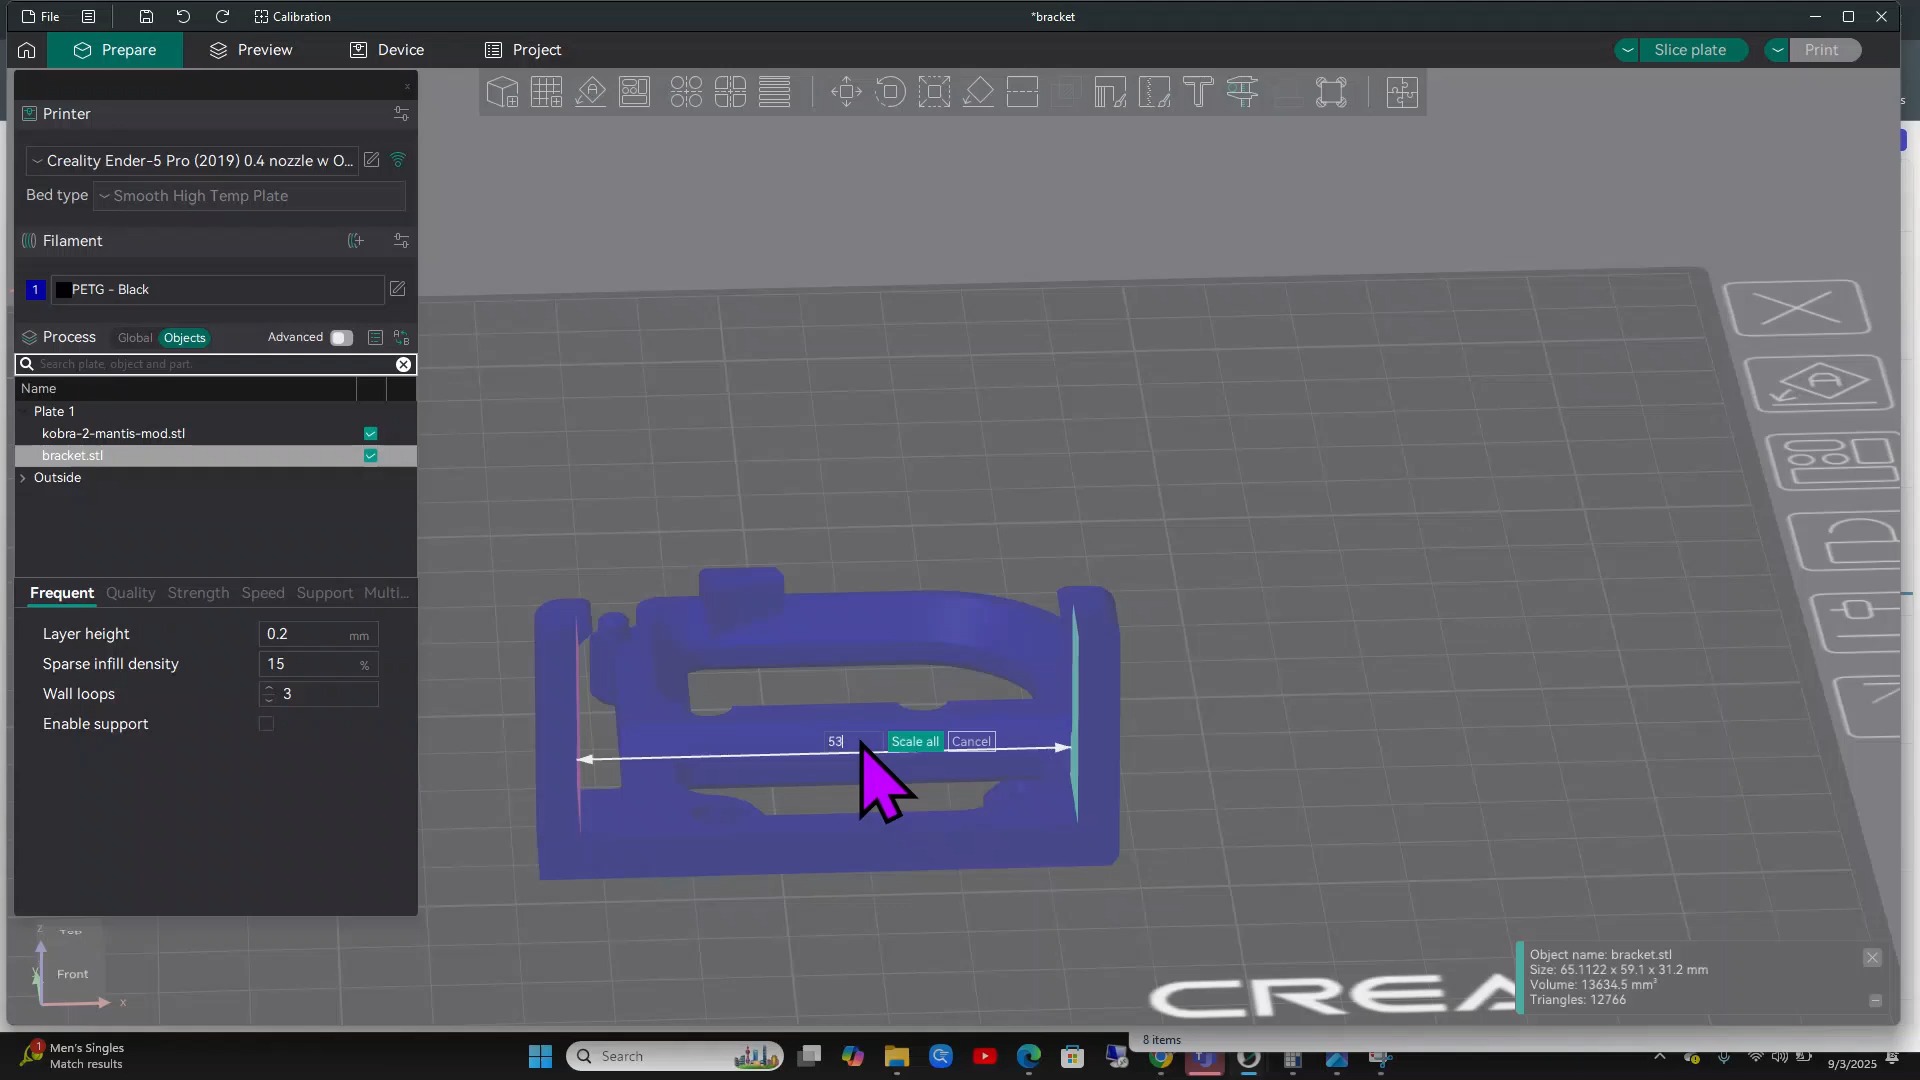 File
Calibration
*bracket
Prepare
Preview
Device
Project
Slice plate
Print
Printer
Creality Ender-5 Pro (2019) 0.4 nozzle w O...
Bed type
Smooth High Temp Plate
Filament
1
PETG - Black
Process
Global
Objects
Advanced
Search plate, object and part.
Name
Plate 1
kobra-2-mantis-mod.stl
bracket.stl
Outside
Frequent
Quality
Strength
Speed
Support
Multi...
Layer height
0.2
mm
Sparse infill density
15
%
Wall loops
3
Enable support
53
Scale all
Cancel
Front
z
x
CREA
Object name: bracket.stl
Size: 65.1122 x 59.1 x 31.2 mm
Volume: 13634.5 mm³
Triangles: 12766
8 items
1
Men's Singles
Match results
Search
9/3/2025